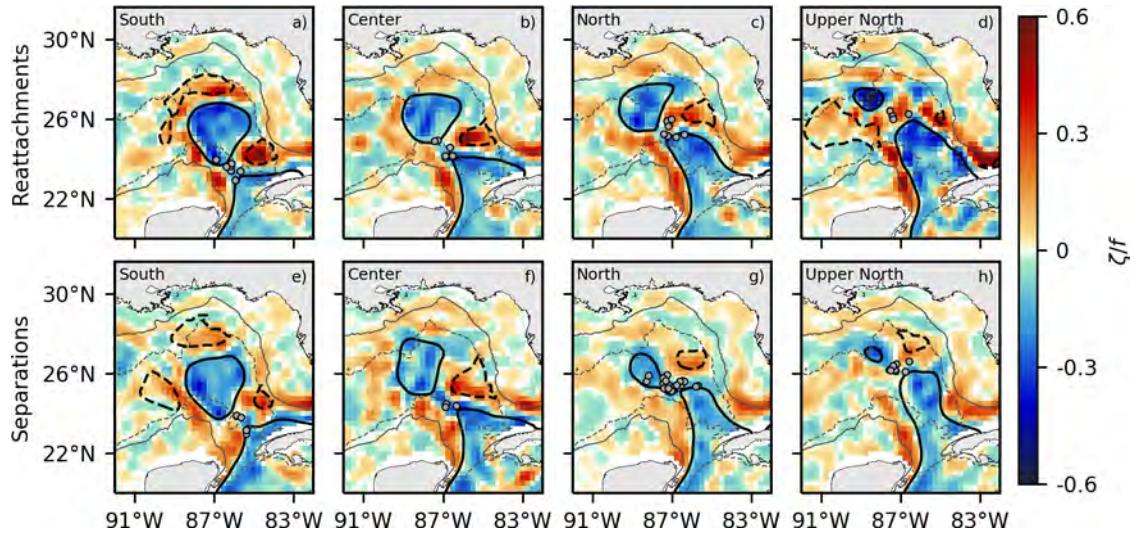 South a) Center b) North c) Upper North d) 0.6
30°N
26°N
22°N
Reattachments
0.3
South e) Center f) North g) Upper North h)
0
ζ/f
30°N
26°N
22°N
Separations
-0.3
-0.6
91°W 87°W 83°W 91°W 87°W 83°W 91°W 87°W 83°W 91°W 87°W 83°W